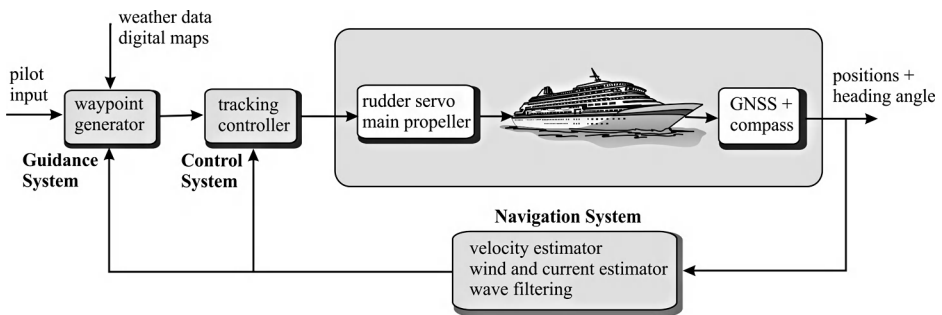 weather data
digital maps
pilot
input
waypoint
generator
Guidance
System
tracking
controller
Control
System
rudder servo
main propeller
GNSS +
compass
positions +
heading angle
Navigation System
velocity estimator
wind and current estimator
wave filtering